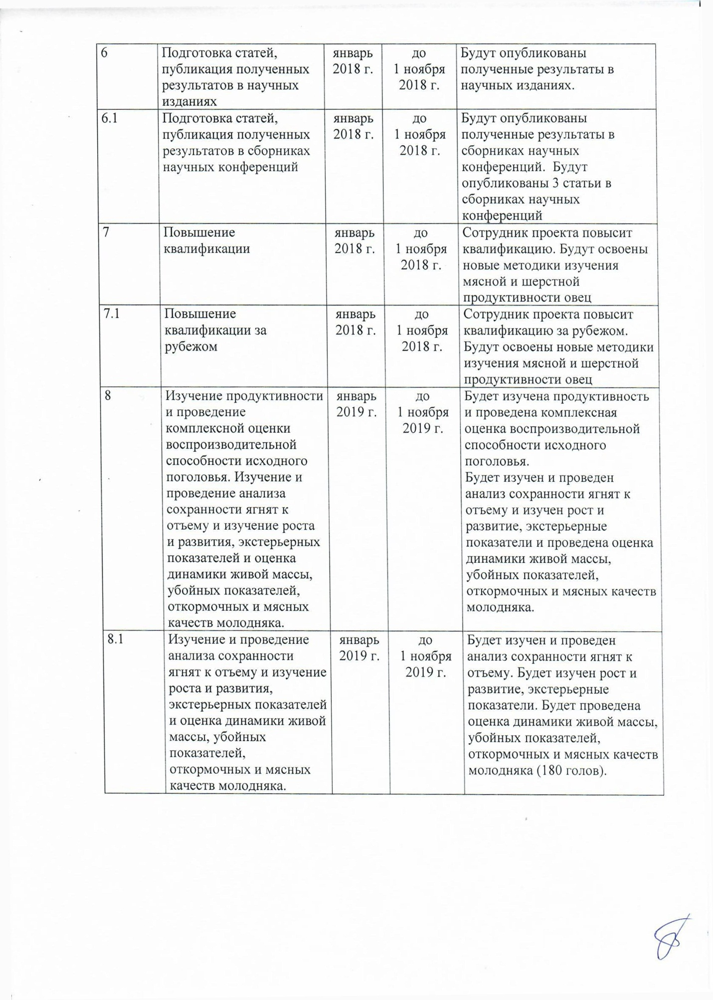 6
Подготовка статей,
публикация полученных
результатов в научных
изданиях
январь
2018 г.
до
1 ноября
2018 г.
Будут опубликованы
полученные результаты в
научных изданиях.
6.1
Подготовка статей,
публикация полученных
результатов в сборниках
научных конференций
январь
2018 г.
до
1 ноября
2018 г.
Будут опубликованы
полученные результаты в
сборниках научных
конференций. Будут
опубликованы 3 статьи в
сборниках научных
конференций
7
Повышение
квалификации
январь
2018 г.
до
1 ноября
2018 г.
Сотрудник проекта повысит
квалификацию. Будут освоены
новые методики изучения
мясной и шерстной
продуктивности овец
7.1
Повышение
квалификации за
рубежом
январь
2018 г.
до
1 ноября
2018 г.
Сотрудник проекта повысит
квалификацию за рубежом.
Будут освоены новые методики
изучения мясной и шерстной
продуктивности овец
8
Изучение продуктивности
и проведение
комплексной оценки
воспроизводительной
способности исходного
поголовья. Изучение и
проведение анализа
сохранности ягнят к
отъему и изучение роста
и развития, экстерьерных
показателей и оценка
динамики живой массы,
убойных показателей,
откормочных и мясных
качеств молодняка.
январь
2019 г.
до
1 ноября
2019 г.
Будет изучена продуктивность
и проведена комплексная
оценка воспроизводительной
способности исходного
поголовья.
Будет изучен и проведен
анализ сохранности ягнят к
отъему и изучен рост и
развитие, экстерьерные
показатели и проведена оценка
динамики живой массы,
убойных показателей,
откормочных и мясных качеств
молодняка.
8.1
Изучение и проведение
анализа сохранности
ягнят к отъему и изучение
роста и развития,
экстерьерных показателей
и оценка динамики живой
массы, убойных
показателей,
откормочных и мясных
качеств молодняка.
январь
2019 г.
до
1 ноября
2019 г.
Будет изучен и проведен
анализ сохранности ягнят к
отъему. Будет изучен рост и
развитие, экстерьерные
показатели. Будет проведена
оценка динамики живой массы,
убойных показателей,
откормочных и мясных качеств
молодняка (180 голов).